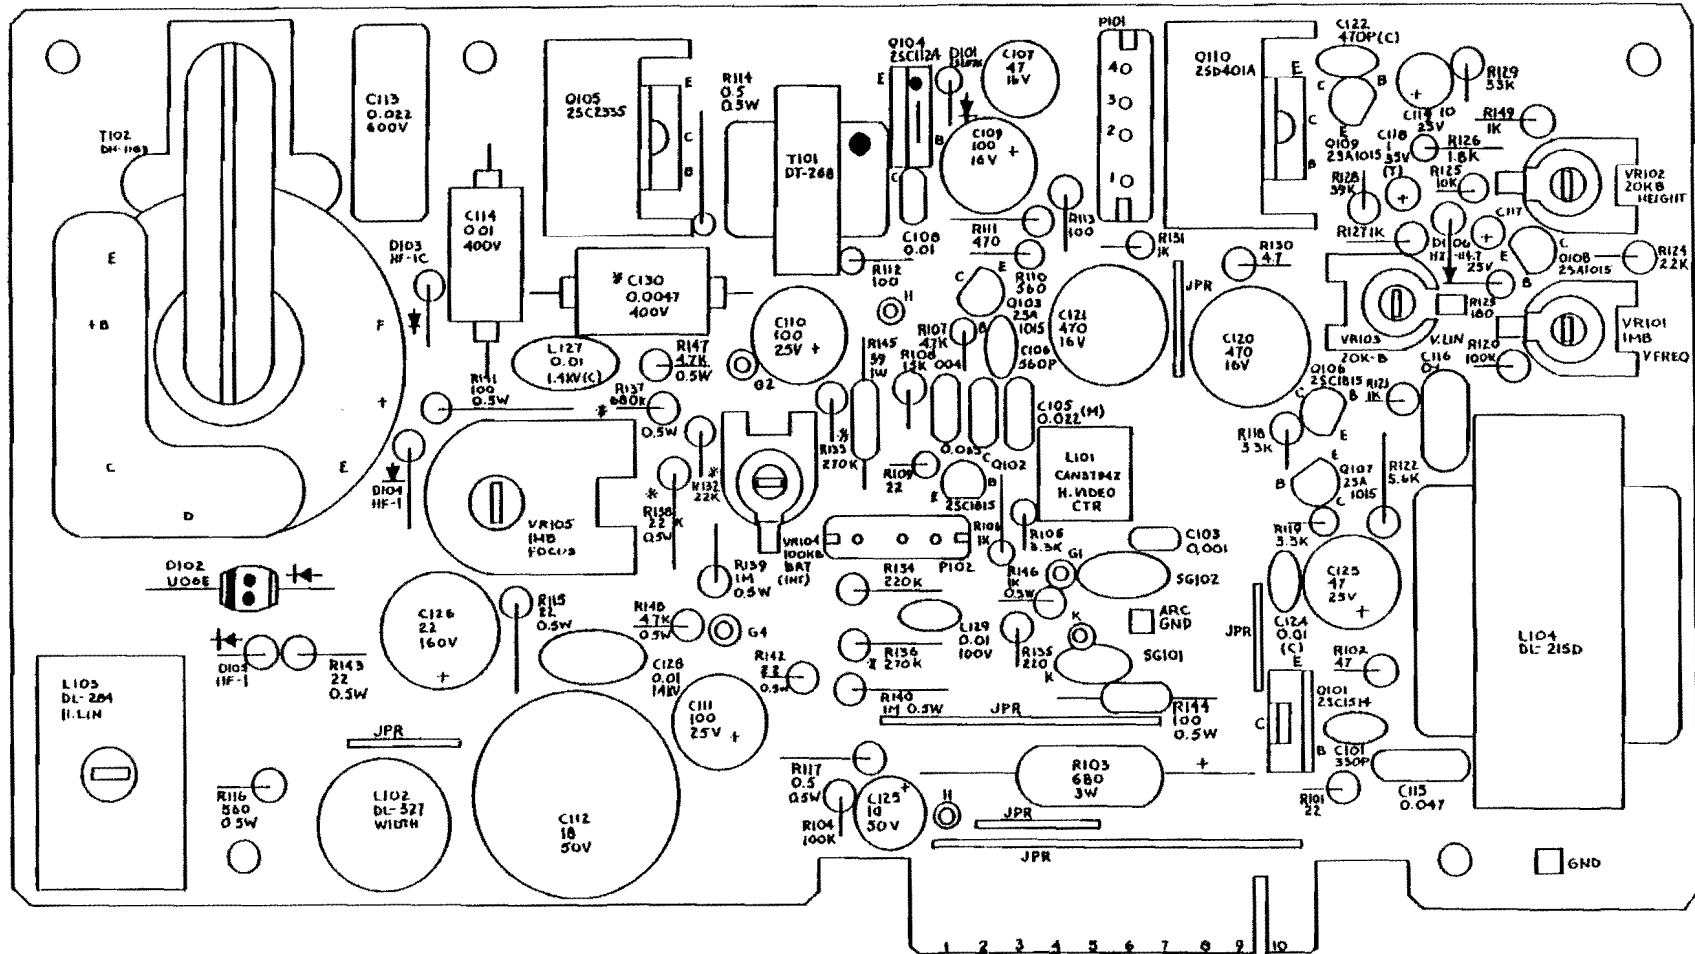 T102
E
+B
F
+
C
E
D
C113
0.022
600V
Q105
2SC2335
E
C
B
R114
0.5
0.5W
T101
DT-268
Q104
2SC1124
E
B
C
D101
C107
47
16V
C109
100
16V
+
P101
4
3
2
1
Q110
2SD401A
E
C
B
C122
470P(C)
C
B
E
Q109
2SA1015
+
C119 10
25V
R129
33K
R149
1K
C118
1
35V
(T)
+
R126
1.8K
R125
10K
R128
39K
R127 1K
VR102
20KB
HEIGHT
C117
+
4.7
25V
D106
C
E
B
Q108
2SA1015
R124
22K
R123
180
VR103
20K-B
V.LIN
VR101
1MB
V FREQ
R120
100K
C116
R121
1K
C114
0.01
400V
D103
HF-1C
*
C130
0.0047
400V
L127
0.01
1.4KV(C)
R147
4.7K
0.5W
G2
C110
100
25V
+
C108
0.01
R112
100
H
R111
470
R113
100
R110
560
R131
1K
JPR
R130
4.7
C
E
B
Q103
2SA
1015
C106
560P
C121
470
16V
C120
470
16V
R107
47K
R108
15K
R145
39
1W
R141
100
0.5W
R137
680K
*
0.5W
*
R133
270K
*
R132
22K
*
R138
22 K
0.5W
D104
HF-1
VR105
1MB
FOCUS
VR104
100KB
BRT
(INT)
R139
1M
0.5W
C105
0.022(M)
R109
22
C
Q102
B
E
2SC1815
L101
H.VIDEO
CTR
R106
1K
R105
3.3K
P102
C103
0.001
Q106
2SC1815
B
E
R118
3.3K
E
Q107
2SA
1015
B
C
R122
5.6K
R119
3.3K
C125
47
25V
+
C124
0.01
(C)
L104
DL-215D
D102
U06E
D105
HF-1
R143
22
0.5W
C126
22
160V
+
R115
22
0.5W
R148
4.7K
0.5W
G4
C128
0.01
R142
22
0.5W
R134
220K
R136
*
270K
R140
1M 0.5W
C129
0.01
100V
R146
1K
0.5W
G1
SG102
K
R135
220
K
SG101
ARC
GND
JPR
R144
100
0.5W
JPR
R102
47
E
C
B
Q101
2SC1514
C101
330P
R101
22
C115
0.047
L103
DL-284
H.LIN
JPR
L102
DL-327
WIDTH
R116
560
0.5W
C112
18
50V
C111
100
25V
+
R117
0.5
0.5W
R104
100K
C123
10
50V
+
H
R103
680
3W
+
JPR
JPR
GND
1
2
3
4
5
6
7
8
9
10